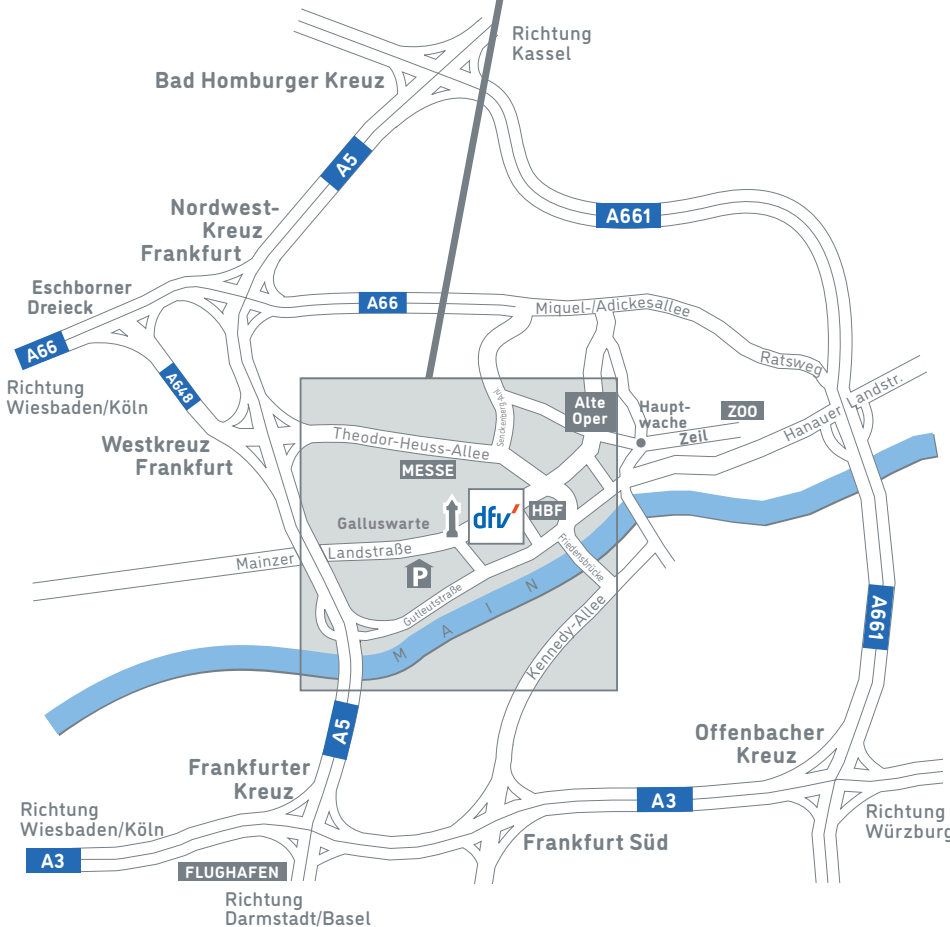 Richtung
Kassel
Bad Homburger Kreuz
A5
Nordwest-
Kreuz
Frankfurt
A661
Eschborner
Dreieck
A66
Miquel-/Adickesallee
A66
Richtung
Wiesbaden/Köln
A648
Ratsweg
Senckenberg Anl.
Alte
Oper
Haupt-
wache
ZOO
Zeil
Hanauer Landstr.
Westkreuz
Frankfurt
Theodor-Heuss-Allee
MESSE
Galluswarte
dfv
HBF
Mainzer
Landstraße
P
Friedensbrücke
Gutleutstraße
MAIN
Kennedy-Allee
A661
A5
Offenbacher
Kreuz
Frankfurter
Kreuz
Richtung
Wiesbaden/Köln
A3
A3
Richtung
Würzburg
Frankfurt Süd
FLUGHAFEN
Richtung
Darmstadt/Basel